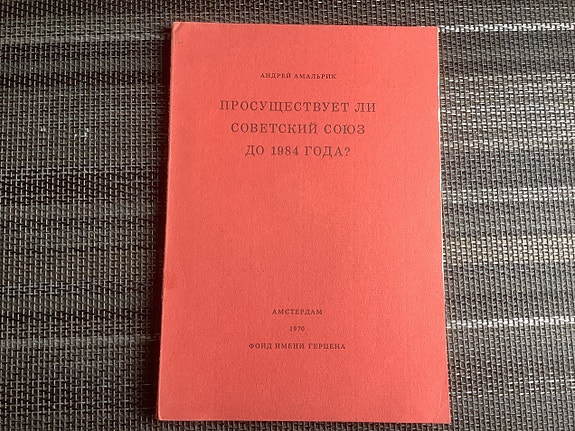 АНДРЕЙ АМАЛЬРИК
ПРОСУЩЕСТВУЕТ ЛИ
СОВЕТСКИЙ СОЮЗ
ДО 1984 ГОДА?
АМСТЕРДАМ
1970
ФОНД ИМЕНИ ГЕРЦЕНА